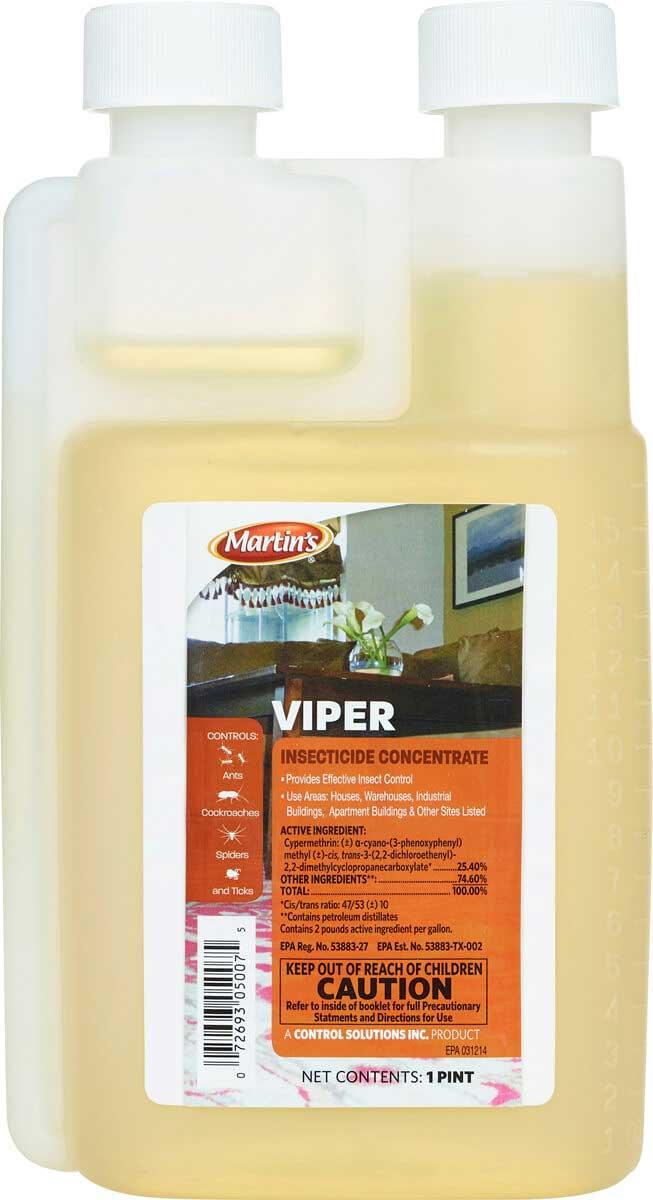 Martin's
®
VIPER
INSECTICIDE CONCENTRATE
• Provides Effective Insect Control
• Use Areas: Houses, Warehouses, Industrial
Buildings, Apartment Buildings & Other Sites Listed
CONTROLS:
Ants
Cockroaches
Spiders
and Ticks
ACTIVE INGREDIENT:
Cypermethrin: (±) α-cyano-(3-phenoxyphenyl)
methyl (±)-cis, trans-3-(2,2-dichloroethenyl)-
2,2-dimethylcyclopropanecarboxylate* ..........25.40%
OTHER INGREDIENTS**: ..........74.60%
TOTAL: ..........100.00%
*Cis/trans ratio: 47/53 (±) 10
**Contains petroleum distillates
Contains 2 pounds active ingredient per gallon.
EPA Reg. No. 53883-27 EPA Est. No. 53883-TX-002
KEEP OUT OF REACH OF CHILDREN
CAUTION
Refer to inside of booklet for full Precautionary
Statments and Directions for Use
A CONTROL SOLUTIONS INC. PRODUCT
EPA 031214
NET CONTENTS: 1 PINT
0 72693 05007 5